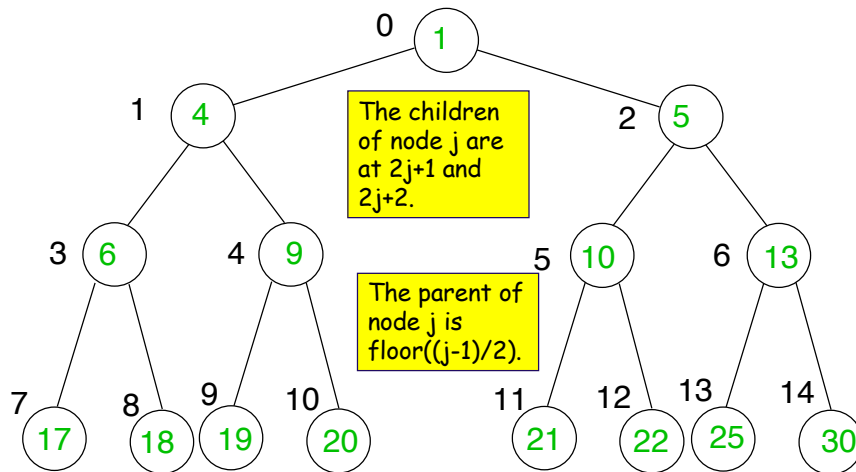 0 1
1 4
The children
of node j are
at 2j+1 and
2j+2.
2 5
3 6
4 9
5 10
6 13
The parent of
node j is
floor((j-1)/2).
7 17
8 18
9 19
10 20
11 21
12 22
13 25
14 30